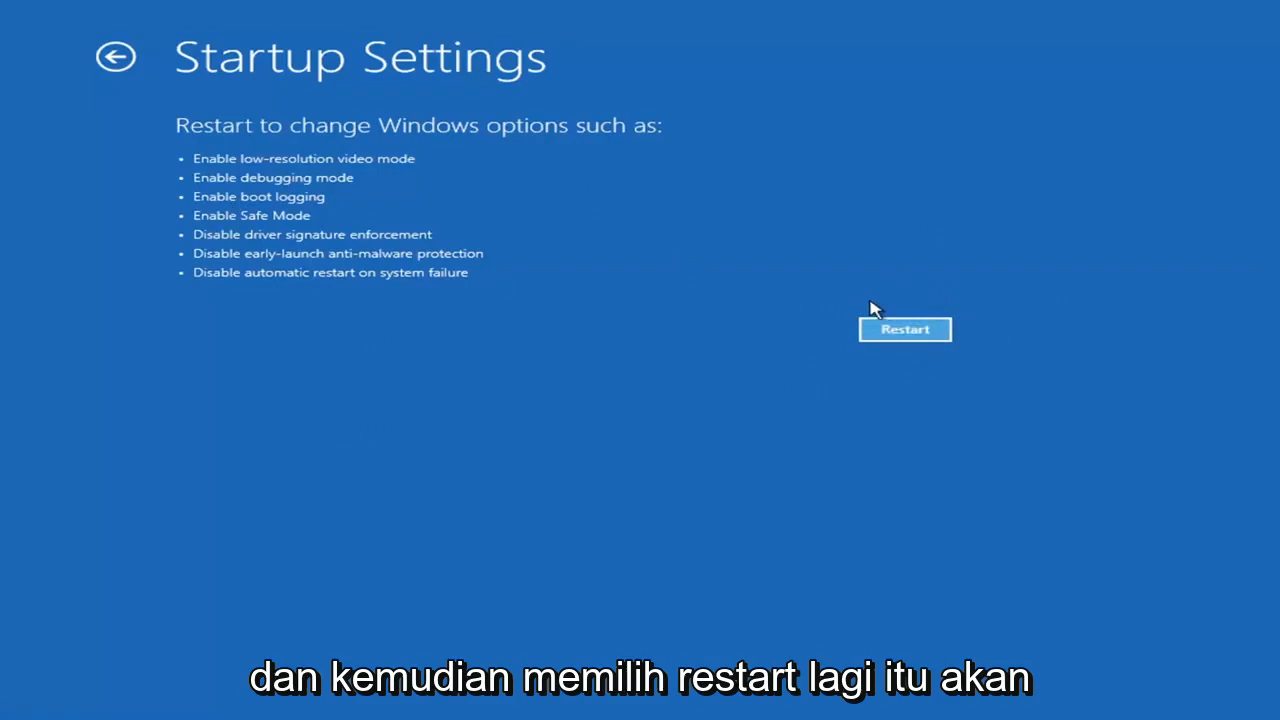 Startup Settings
Restart to change Windows options such as:
• Enable low-resolution video mode
• Enable debugging mode
• Enable boot logging
• Enable Safe Mode
• Disable driver signature enforcement
• Disable early-launch anti-malware protection
• Disable automatic restart on system failure
Restart
dan kemudian memilih restart lagi itu akan